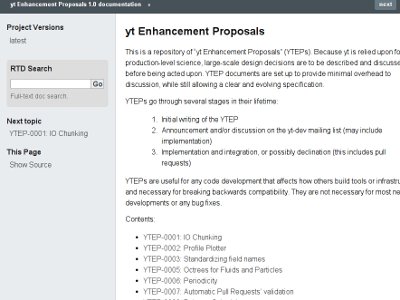 yt Enhancement Proposals 1.0 documentation »
next
Project Versions
latest
RTD Search
Go
Full-text doc search.
Next topic
YTEP-0001: IO Chunking
This Page
Show Source
yt Enhancement Proposals
This is a repository of "yt Enhancement Proposals" (YTEPs). Because yt is relied upon fo
production-level science, large-scale design decisions are to be described and discusse
before being acted upon. YTEP documents are set up to provide minimal overhead to
discussion, while still allowing a clear and evolving specification.
YTEPs go through several stages in their lifetime:
1. Initial writing of the YTEP
2. Announcement and/or discussion on the yt-dev mailing list (may include
implementation)
3. Implementation and integration, or possibly declination (this includes pull
requests)
YTEPs are useful for any code development that affects how others build tools or infrastru
and necessary for breaking backwards compatibility. They are not necessary for most ne
developments or any bug fixes.
Contents:
• YTEP-0001: IO Chunking
• YTEP-0002: Profile Plotter
• YTEP-0003: Standardizing field names
• YTEP-0005: Octrees for Fluids and Particles
• YTEP-0006: Periodicity
• YTEP-0007: Automatic Pull Requests' validation